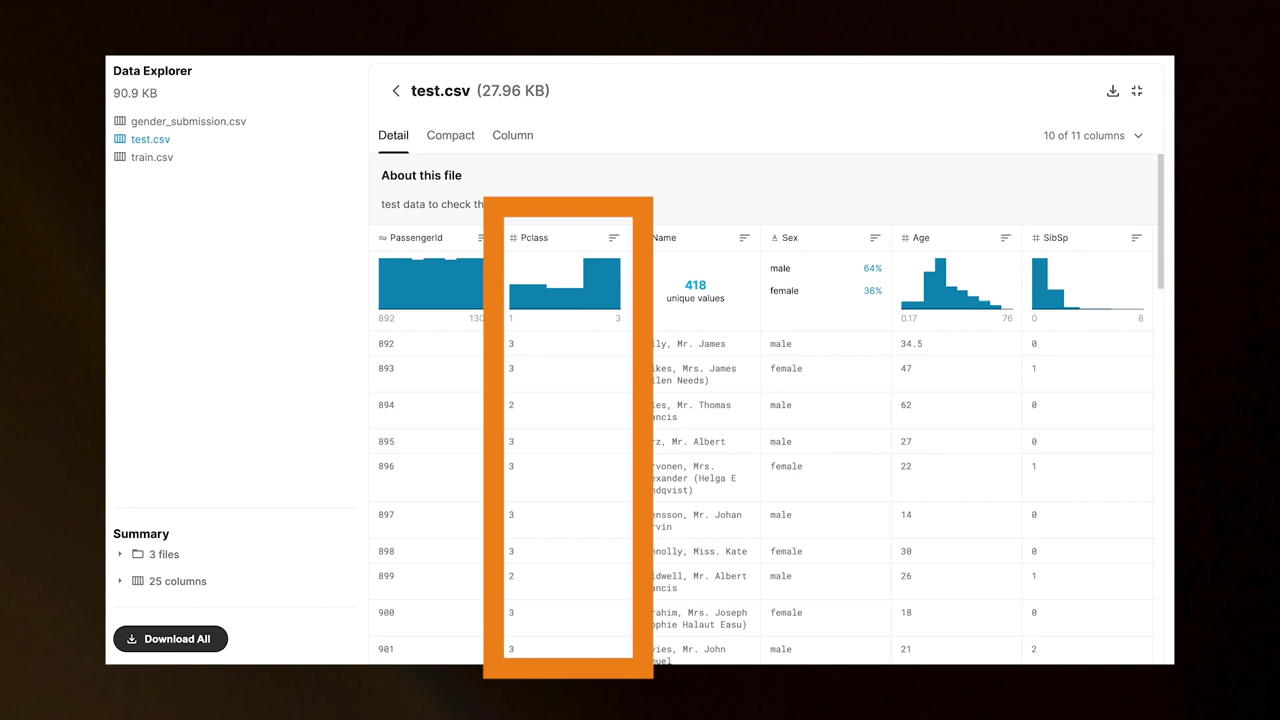 Data Explorer
90.9 KB
gender_submission.csv
test.csv
train.csv
Summary
3 files
25 columns
Download All
test.csv (27.96 KB)
Detail Compact Column 10 of 11 columns
About this file
test data to check th
PassengerId # Pclass Name A Sex # Age # SibSp
418
unique values
male 64%
female 36%
892 130 1 3 0.17 76 0 8
892 3 lly, Mr. James male 34.5 0
893 3 lkes, Mrs. James female 47 1
llen Needs)
894 2 les, Mr. Thomas male 62 0
ancis
895 3 rz, Mr. Albert male 27 0
896 3 rvonen, Mrs. female 22 1
exander (Helga E
ndqvist)
897 3 ensson, Mr. Johan male 14 0
rvin
898 3 nnolly, Miss. Kate female 30 0
899 2 ldwell, Mr. Albert male 26 1
ancis
900 3 rahim, Mrs. Joseph female 18 0
ophie Halaut Easu)
901 3 vies, Mr. John male 21 2
muel